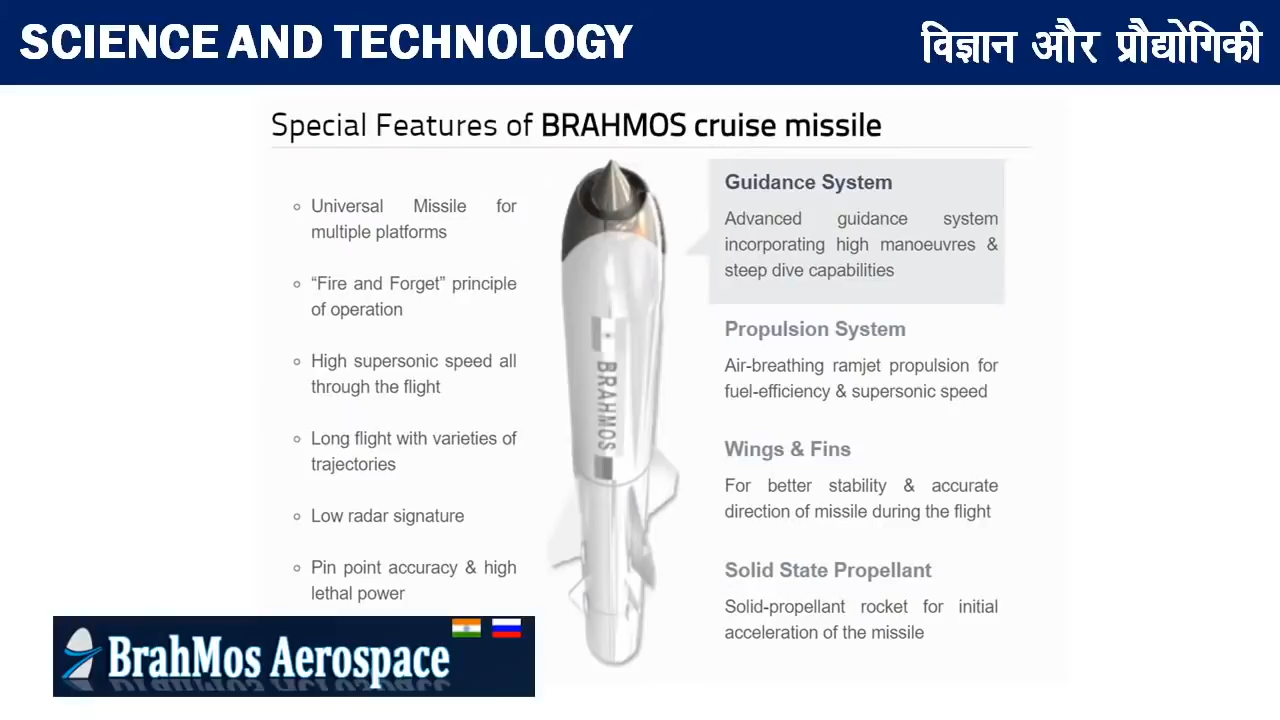 SCIENCE AND TECHNOLOGY
विज्ञान और प्रौद्योगिकी
Special Features of BRAHMOS cruise missile
Universal Missile for
multiple platforms
“Fire and Forget” principle
of operation
High supersonic speed all
through the flight
Long flight with varieties of
trajectories
Low radar signature
Pin point accuracy & high
lethal power
BRAHMOS
Guidance System
Advanced guidance system
incorporating high manoeuvres &
steep dive capabilities
Propulsion System
Air-breathing ramjet propulsion for
fuel-efficiency & supersonic speed
Wings & Fins
For better stability & accurate
direction of missile during the flight
Solid State Propellant
Solid-propellant rocket for initial
acceleration of the missile
BrahMos Aerospace